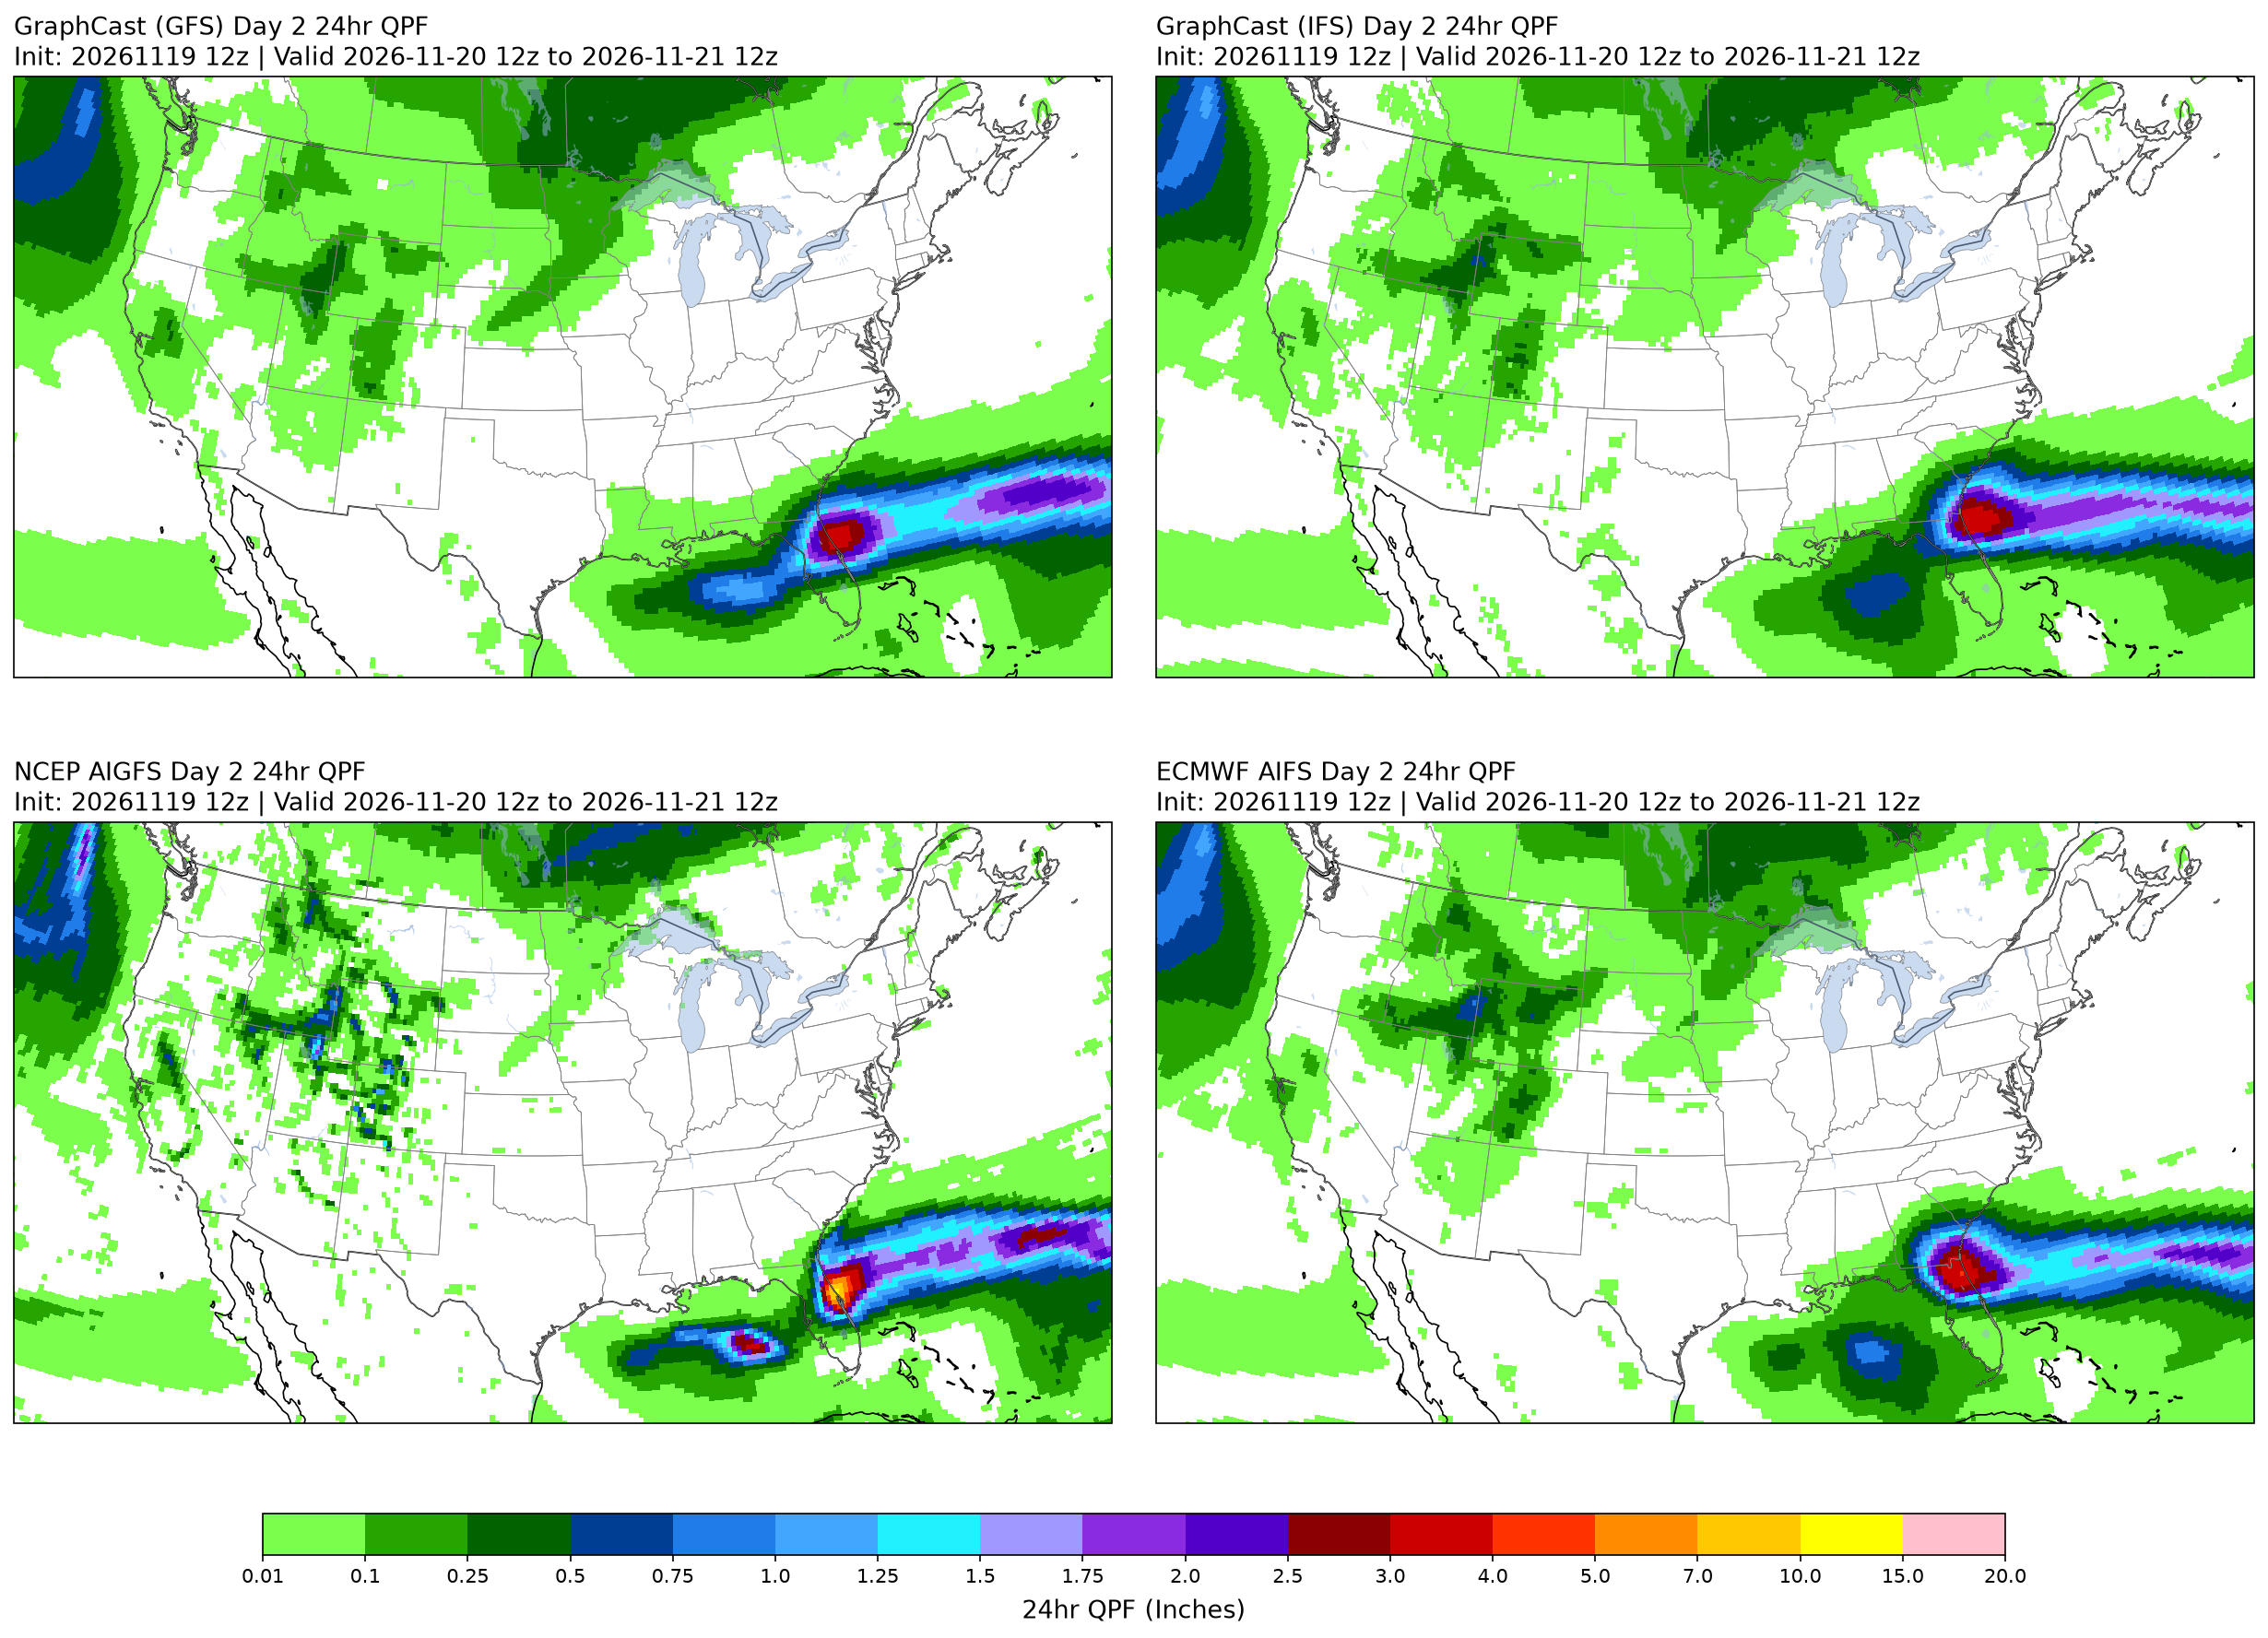 GraphCast (GFS) Day 2 24hr QPF
Init: 20261119 12z | Valid 2026-11-20 12z to 2026-11-21 12z
GraphCast (IFS) Day 2 24hr QPF
Init: 20261119 12z | Valid 2026-11-20 12z to 2026-11-21 12z
NCEP AIGFS Day 2 24hr QPF
Init: 20261119 12z | Valid 2026-11-20 12z to 2026-11-21 12z
ECMWF AIFS Day 2 24hr QPF
Init: 20261119 12z | Valid 2026-11-20 12z to 2026-11-21 12z
0.01 0.1 0.25 0.5 0.75 1.0 1.25 1.5 1.75 2.0 2.5 3.0 4.0 5.0 7.0 10.0 15.0 20.0
24hr QPF (Inches)